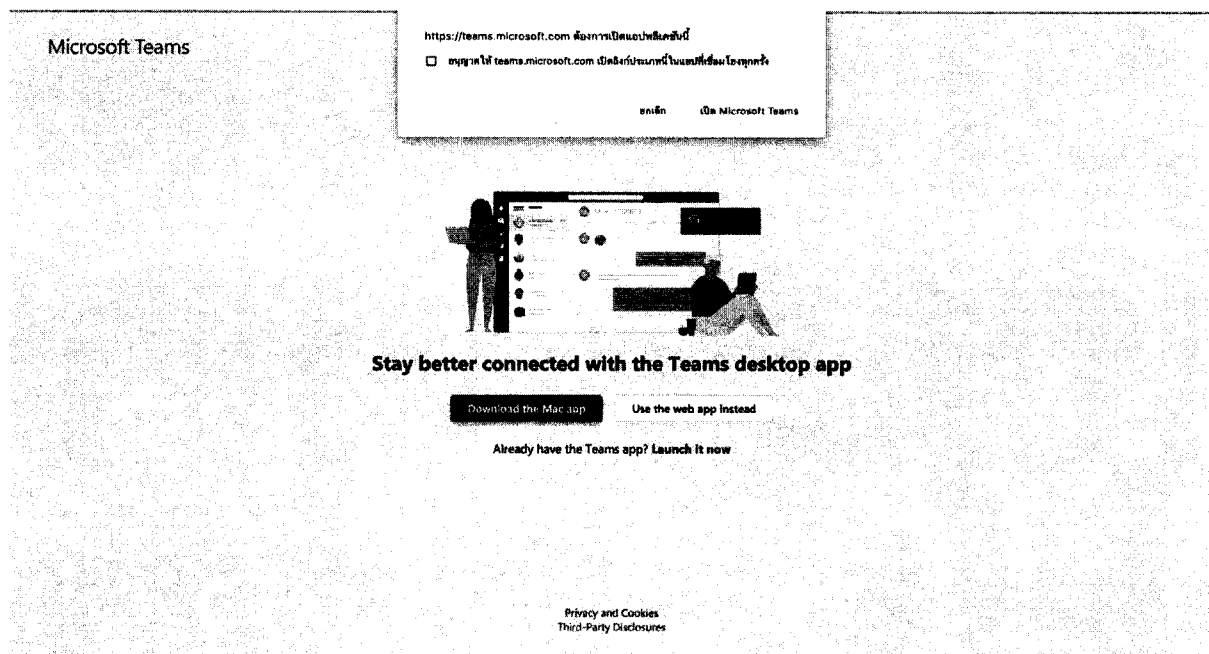 Microsoft Teams
https://teams.microsoft.com ต้องการเปิดแอปพลิเคชันนี้
อนุญาตให้ teams.microsoft.com เปิดลิงก์ประเภทนี้ในแอปที่เชื่อมโยงทุกครั้ง
ยกเลิก เปิด Microsoft Teams
Stay better connected with the Teams desktop app
Download the Mac app Use the web app instead
Already have the Teams app? Launch it now
Privacy and Cookies
Third-Party Disclosures